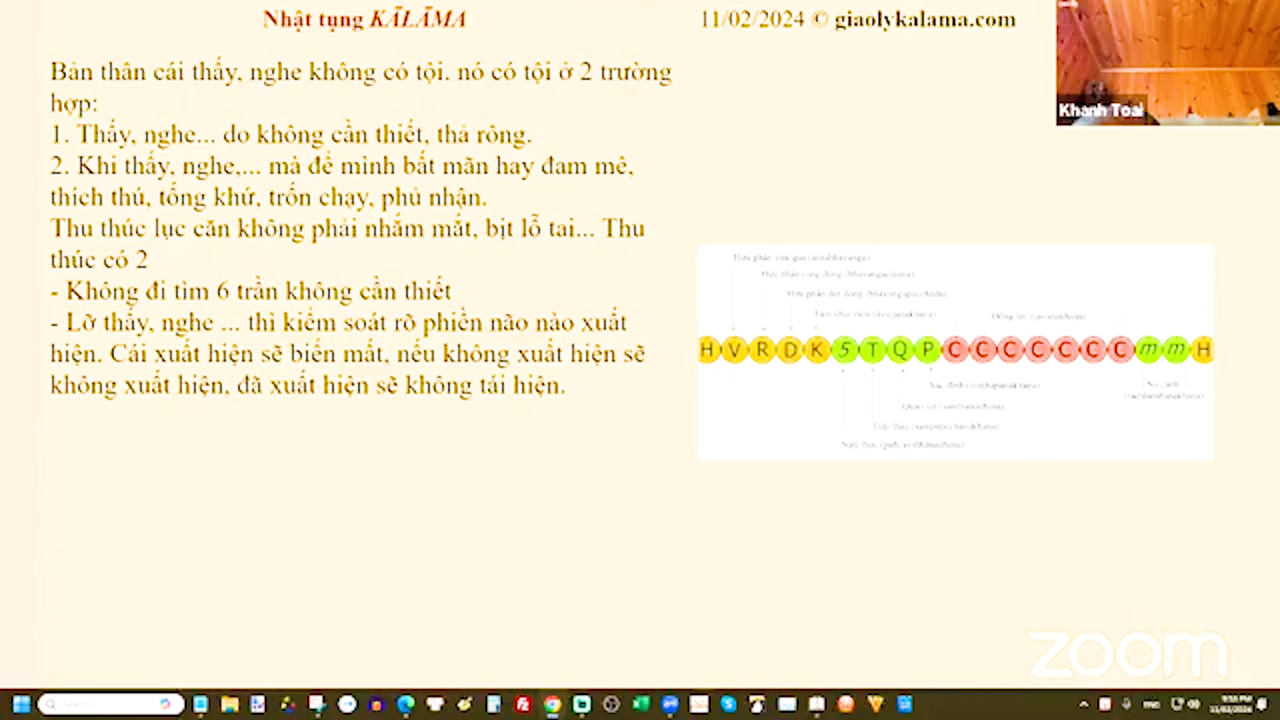 Nhật tụng KĀLĀMA
11/02/2024 © giaolykalama.com
Khanh Toai
Bản thân cái thấy, nghe không có tội. nó có tội ở 2 trường
hợp:
1. Thấy, nghe... do không cần thiết, thả rông.
2. Khi thấy, nghe,... mà để mình bất mãn hay đam mê,
thích thú, tống khứ, trốn chạy, phủ nhận.
Thu thúc lục căn không phải nhắm mắt, bịt lỗ tai... Thu
thúc có 2
- Không đi tìm 6 trần không cần thiết
- Lỡ thấy, nghe ... thì kiểm soát rõ phiền não nào xuất
hiện. Cái xuất hiện sẽ biến mất, nếu không xuất hiện sẽ
không xuất hiện, đã xuất hiện sẽ không tái hiện.
H V R D K 5 T Q P C C C C C C C m m H
zoom